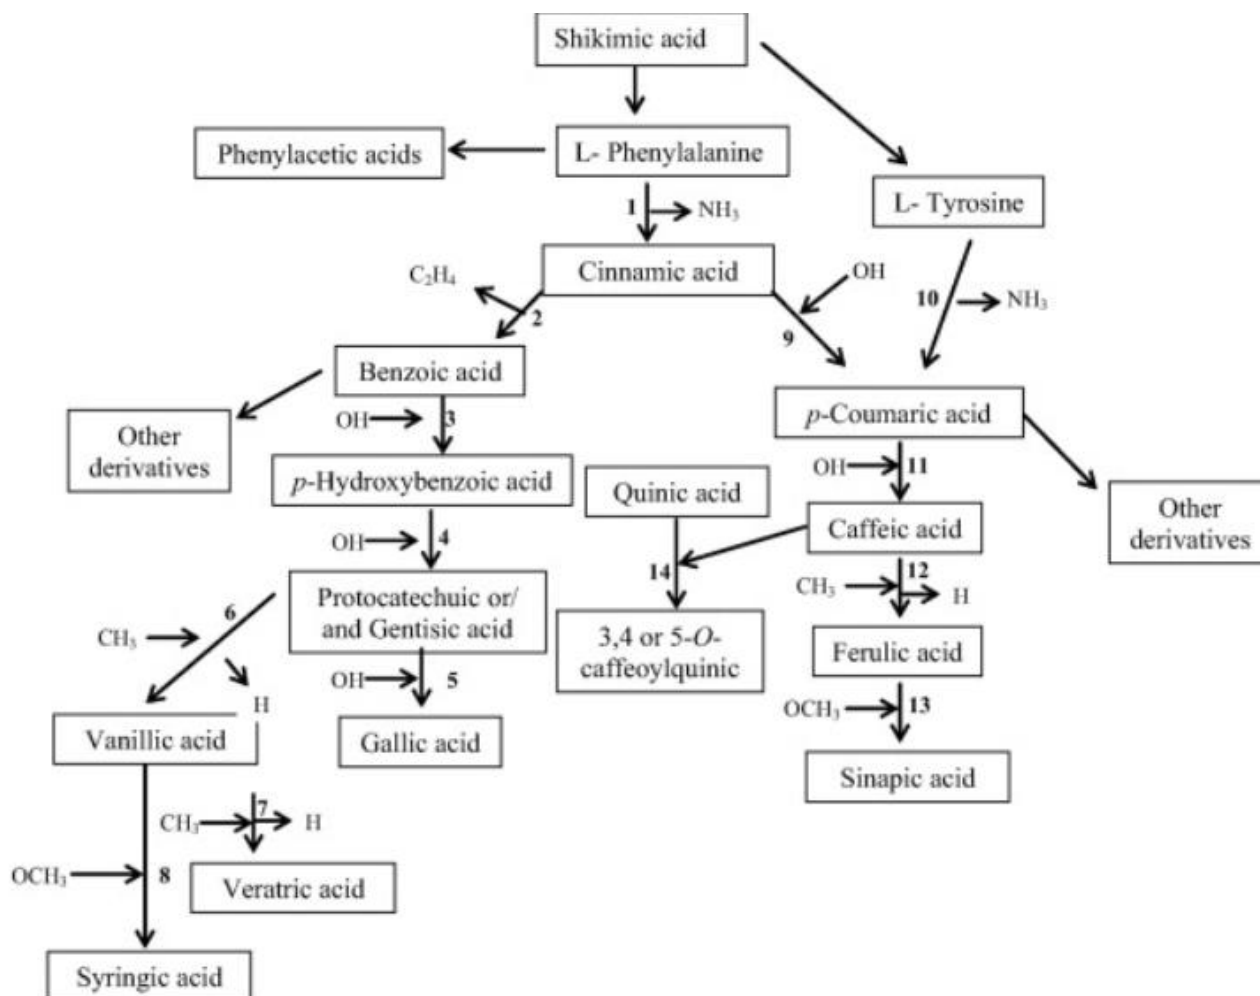 Shikimic acid
Phenylacetic acids
L- Phenylalanine
L- Tyrosine
1
NH3
Cinnamic acid
C2H4
2
OH
9
10
NH3
Benzoic acid
OH
3
Other
derivatives
p-Coumaric acid
p-Hydroxybenzoic acid
OH
11
Quinic acid
Other
derivatives
OH
4
Caffeic acid
14
CH3
12
H
Protocatechuic or/
and Gentisic acid
6
CH3
3,4 or 5-O-
caffeoylquinic
Ferulic acid
OH
5
H
OCH3
13
Vanillic acid
Gallic acid
Sinapic acid
CH3
7
H
OCH3
8
Veratric acid
Syringic acid